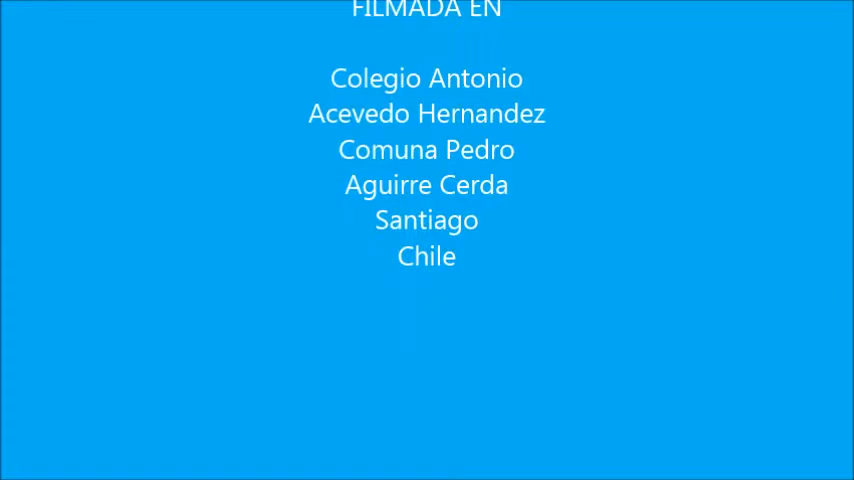 FILMADA EN
Colegio Antonio
Acevedo Hernandez
Comuna Pedro
Aguirre Cerda
Santiago
Chile